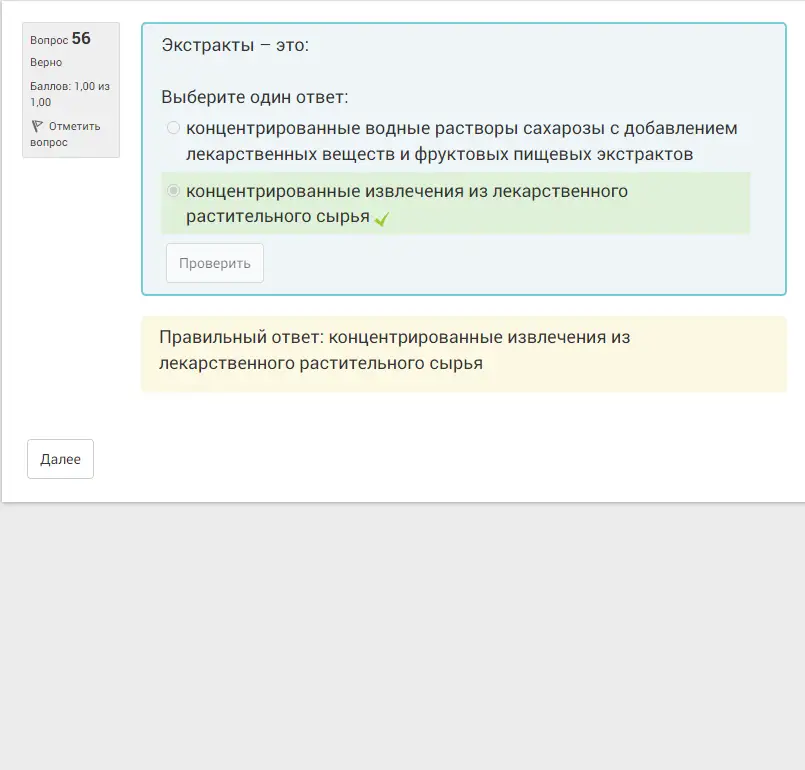 Вопрос 56
Верно
Баллов: 1,00 из
1,00
Отметить
вопрос
Экстракты – это:
Выберите один ответ:
концентрированные водные растворы сахарозы с добавлением
лекарственных веществ и фруктовых пищевых экстрактов
концентрированные извлечения из лекарственного
растительного сырья
Проверить
Правильный ответ: концентрированные извлечения из
лекарственного растительного сырья
Далее